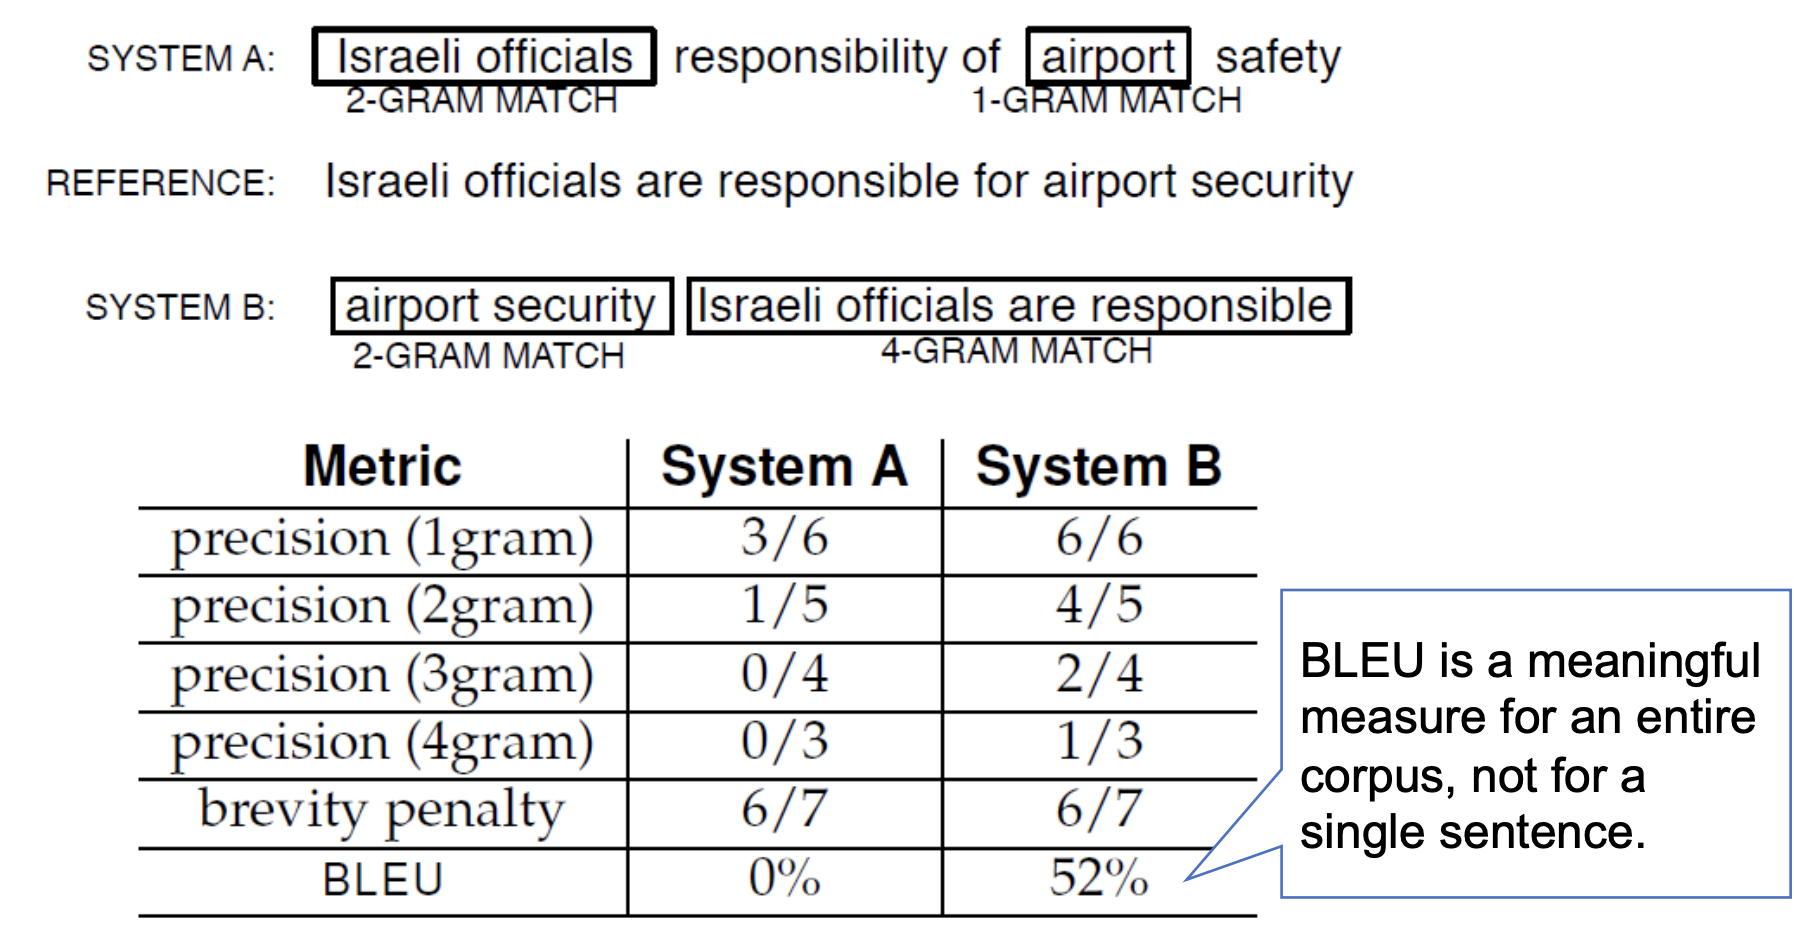 SYSTEM A: Israeli officials responsibility of airport safety
2-GRAM MATCH 1-GRAM MATCH
REFERENCE: Israeli officials are responsible for airport security
SYSTEM B: airport security Israeli officials are responsible
2-GRAM MATCH 4-GRAM MATCH
Metric System A System B
precision (1gram) 3/6 6/6
precision (2gram) 1/5 4/5
precision (3gram) 0/4 2/4
precision (4gram) 0/3 1/3
brevity penalty 6/7 6/7
BLEU 0% 52%
BLEU is a meaningful
measure for an entire
corpus, not for a
single sentence.